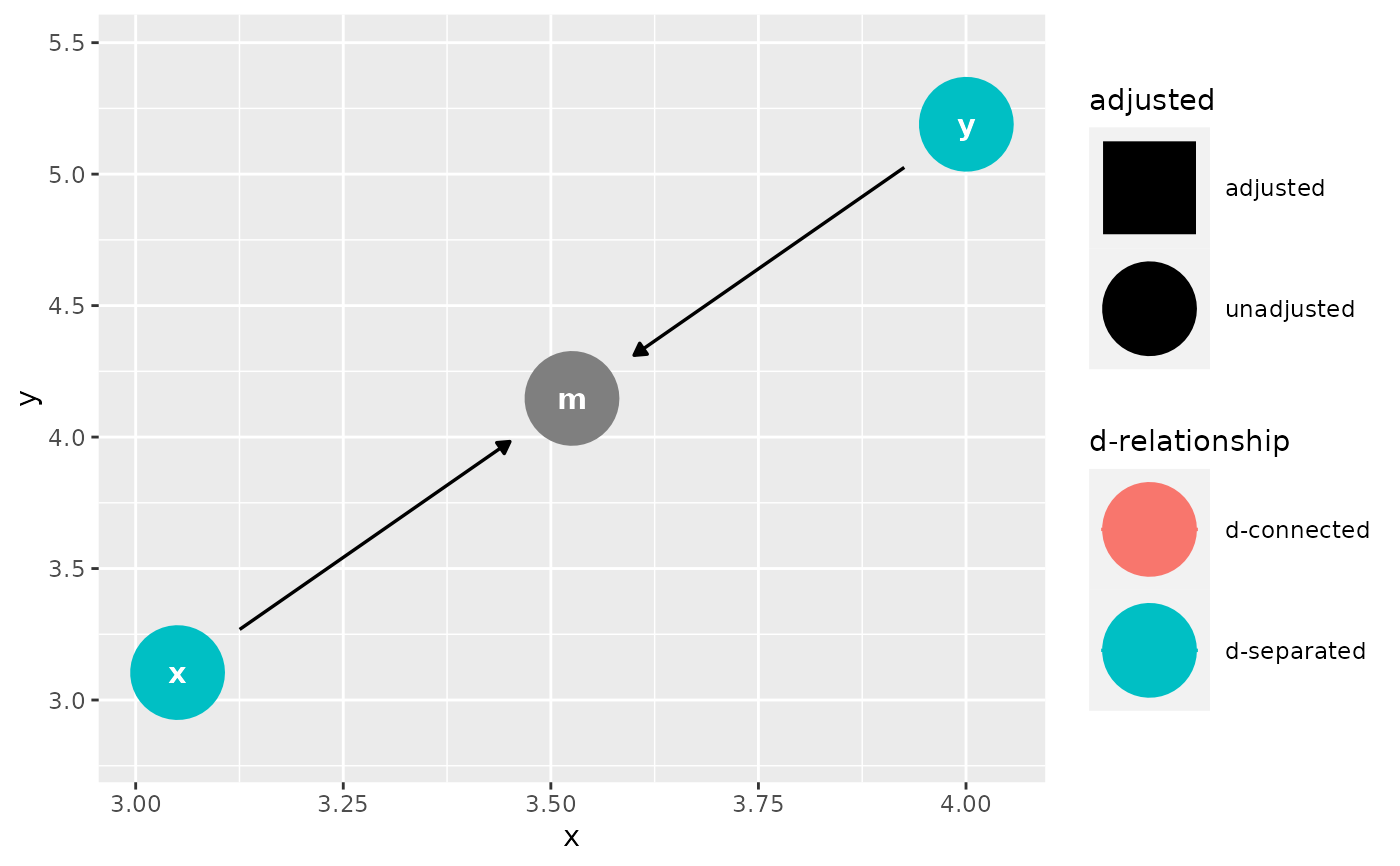 5.5
5.0
4.5
4.0
3.5
3.0
y
y
m
x
3.00 3.25 3.50 3.75 4.00
x
adjusted
adjusted
unadjusted
d-relationship
d-connected
d-separated